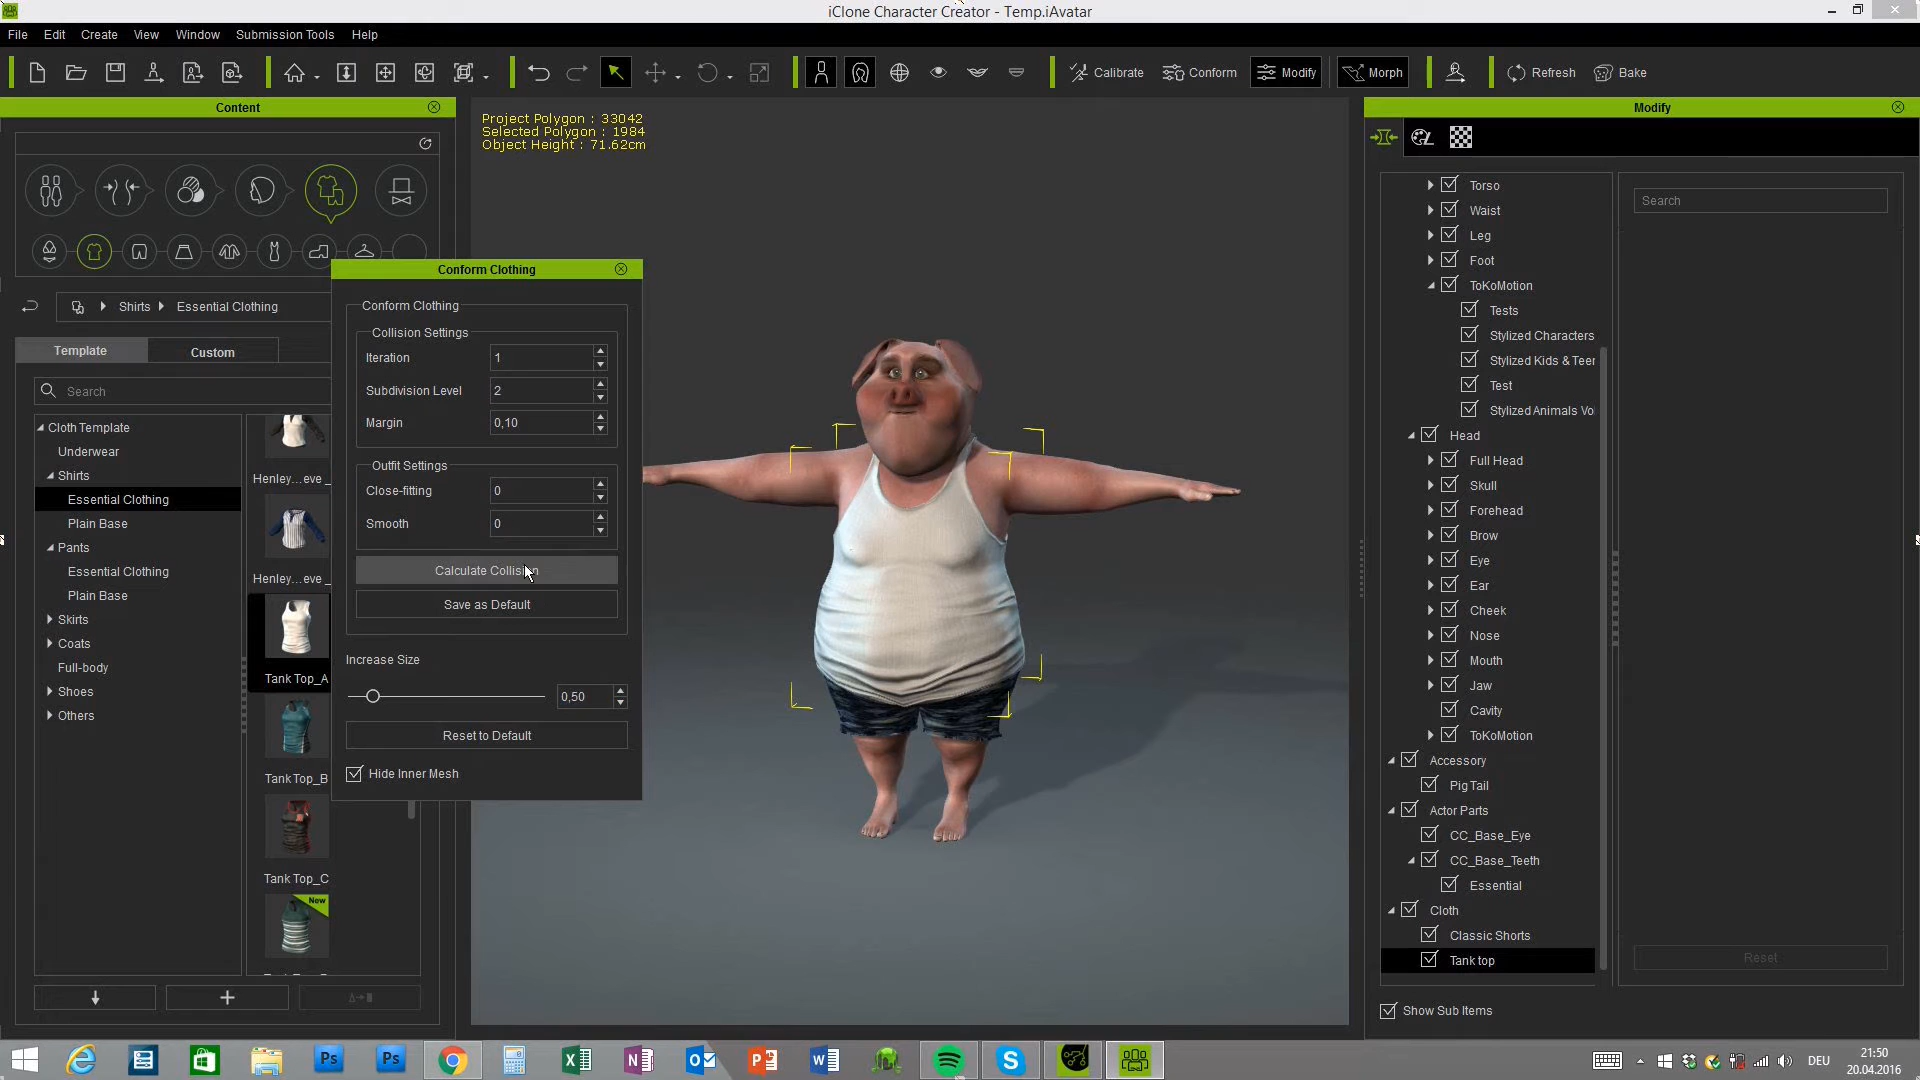 iClone Character Creator - Temp.iAvatar
File Edit Create View Window Submission Tools Help
Calibrate Conform Modify Morph Refresh Bake
Content
Shirts Essential Clothing
Template Custom
Search
Cloth Template
Underwear
Shirts
Essential Clothing
Plain Base
Pants
Essential Clothing
Plain Base
Skirts
Coats
Full-body
Shoes
Others
Henley...eve _
Henley...eve _
Tank Top_A
Tank Top_B
Tank Top_C
New
Conform Clothing
Conform Clothing
Collision Settings
Iteration 1
Subdivision Level 2
Margin 0,10
Outfit Settings
Close-fitting 0
Smooth 0
Calculate Collision
Save as Default
Increase Size
0,50
Reset to Default
Hide Inner Mesh
Project Polygon : 33042
Selected Polygon : 1984
Object Height : 71.62cm
Modify
Search
Torso
Waist
Leg
Foot
ToKoMotion
Tests
Stylized Characters
Stylized Kids & Teer
Test
Stylized Animals Vo
Head
Full Head
Skull
Forehead
Brow
Eye
Ear
Cheek
Nose
Mouth
Jaw
Cavity
ToKoMotion
Accessory
PigTail
Actor Parts
CC_Base_Eye
CC_Base_Teeth
Essential
Cloth
Classic Shorts
Tank top
Reset
Show Sub Items
Ps Ps DEU 21:50
20.04.2016